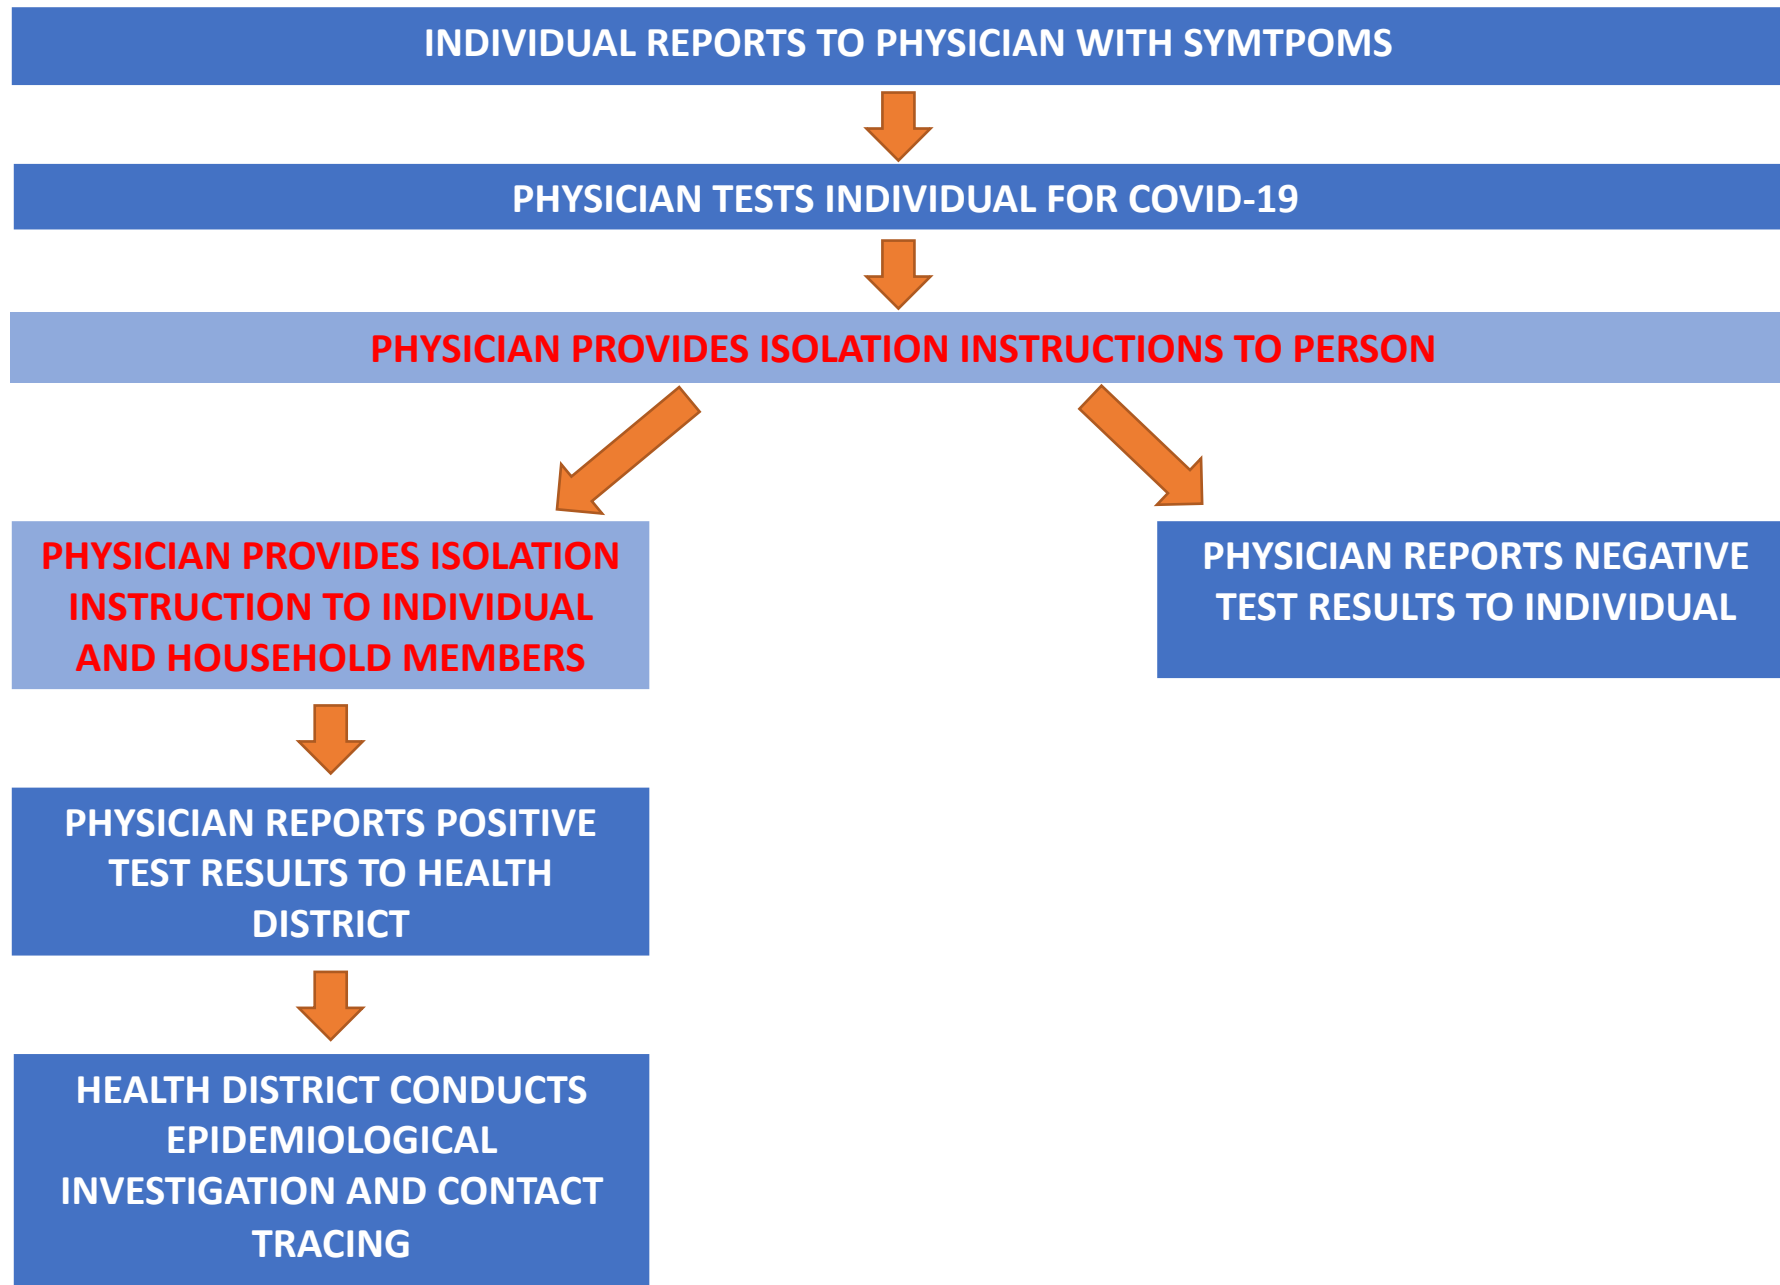 INDIVIDUAL REPORTS TO PHYSICIAN WITH SYMTPOMS
PHYSICIAN TESTS INDIVIDUAL FOR COVID-19
PHYSICIAN PROVIDES ISOLATION INSTRUCTIONS TO PERSON
PHYSICIAN PROVIDES ISOLATION
INSTRUCTION TO INDIVIDUAL
AND HOUSEHOLD MEMBERS
PHYSICIAN REPORTS NEGATIVE
TEST RESULTS TO INDIVIDUAL
PHYSICIAN REPORTS POSITIVE
TEST RESULTS TO HEALTH
DISTRICT
HEALTH DISTRICT CONDUCTS
EPIDEMIOLOGICAL
INVESTIGATION AND CONTACT
TRACING